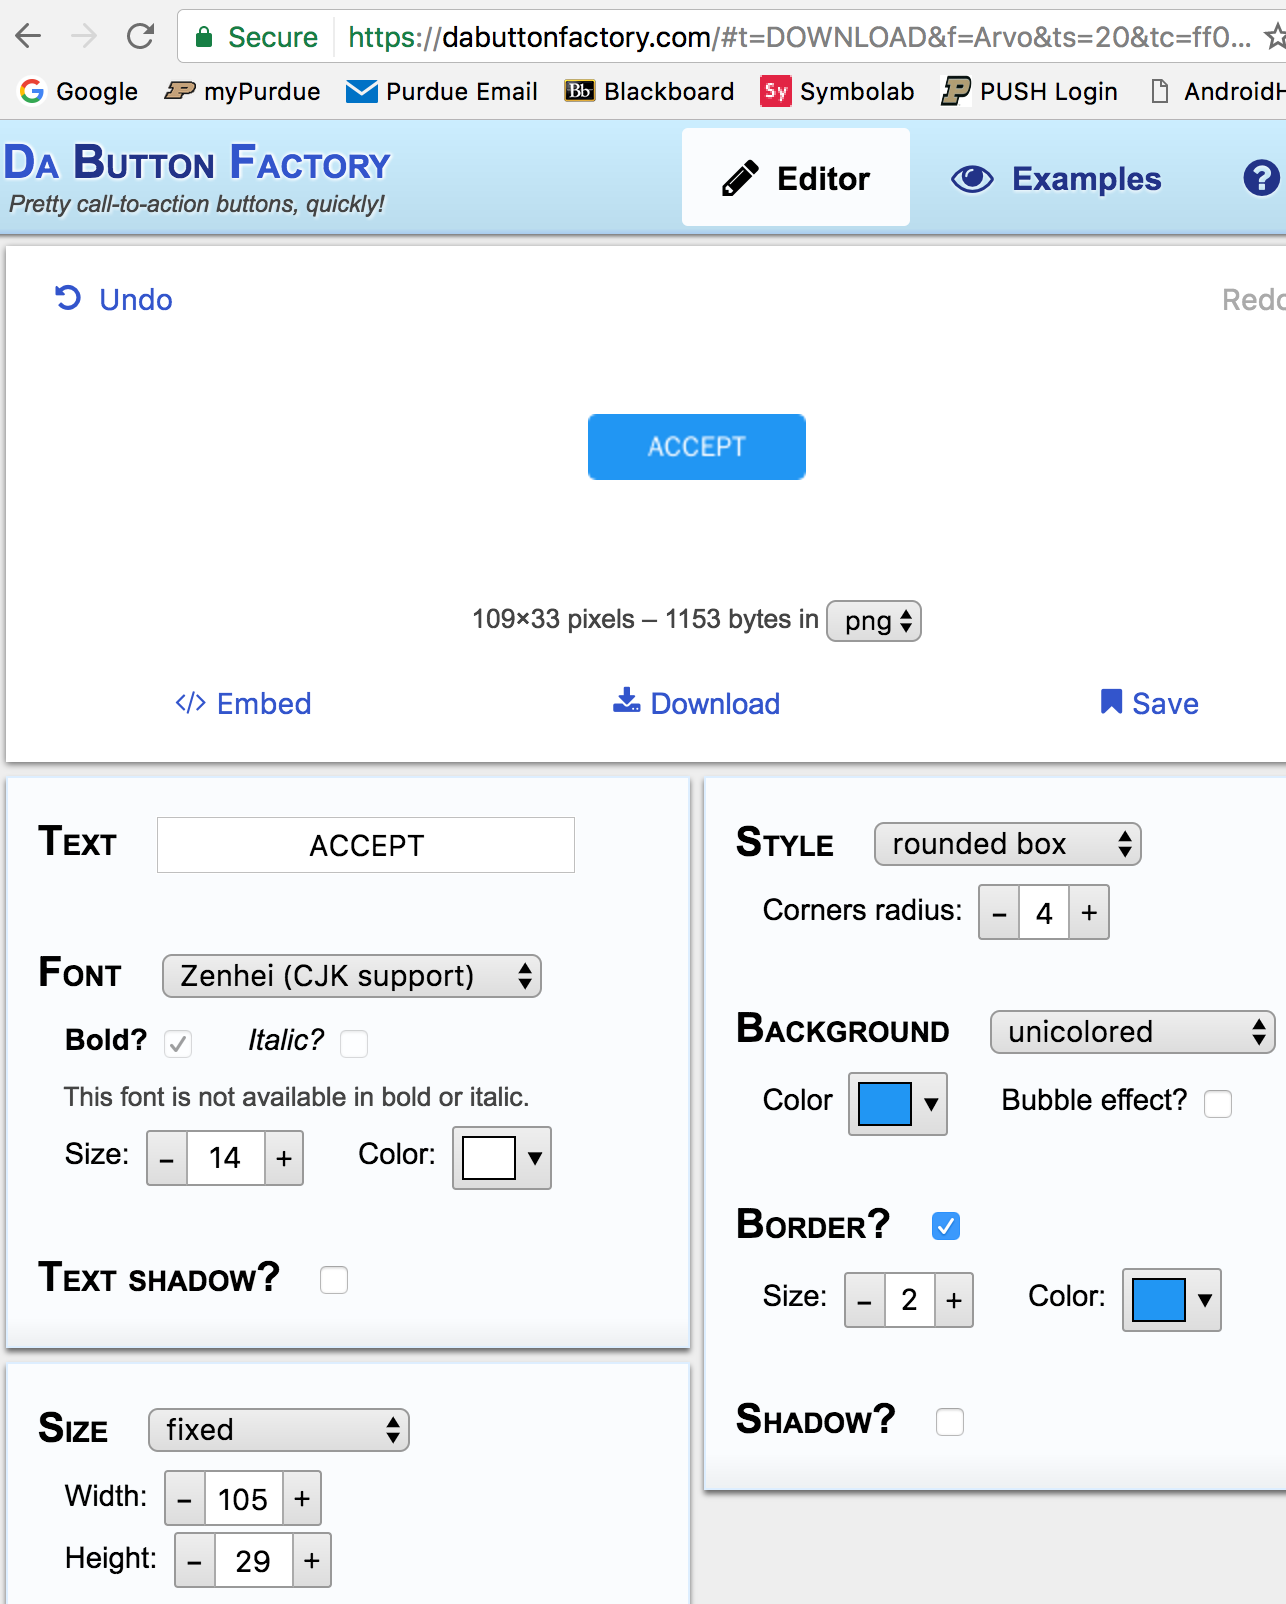 Secure https://dabuttonfactory.com/#t=DOWNLOAD&f=Arvo&ts=20&tc=ff0...
Google myPurdue Purdue Email Bb Blackboard Sy Symbolab PUSH Login AndroidH
DA BUTTON FACTORY
Pretty call-to-action buttons, quickly!
Editor Examples ?
Undo Redo
ACCEPT
109×33 pixels – 1153 bytes in png
</> Embed Download Save
TEXT ACCEPT
FONT Zenhei (CJK support)
Bold? Italic?
This font is not available in bold or italic.
Size: – 14 + Color:
TEXT SHADOW?
SIZE fixed
Width: – 105 +
Height: – 29 +
STYLE rounded box
Corners radius: – 4 +
BACKGROUND unicolored
Color Bubble effect?
BORDER?
Size: – 2 + Color:
SHADOW?